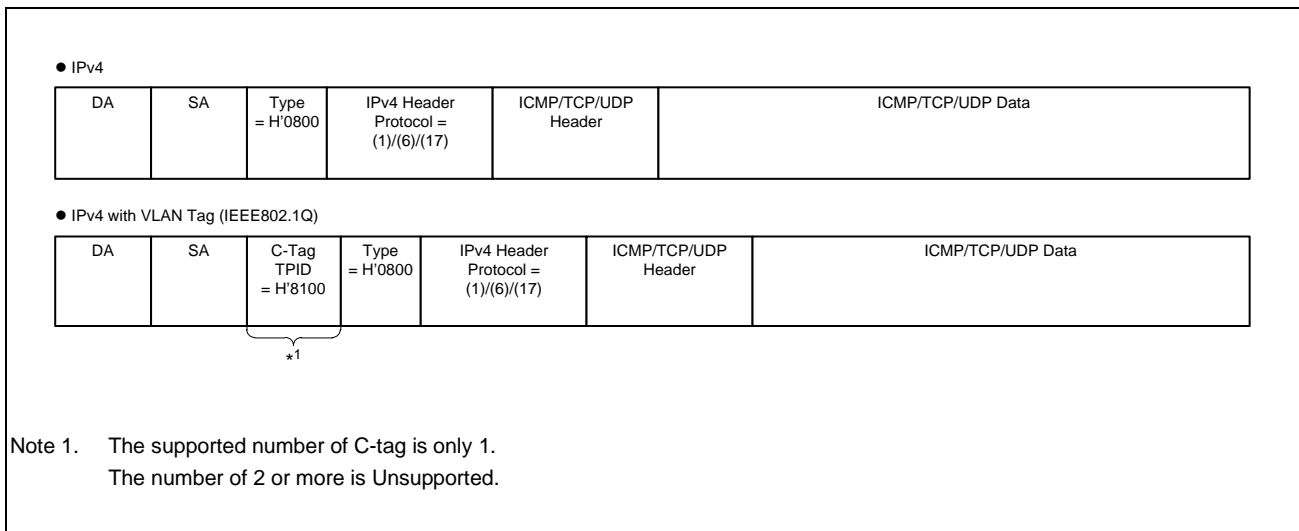 ● IPv4
DA
SA
Type
= H'0800
IPv4 Header
Protocol =
(1)/(6)/(17)
ICMP/TCP/UDP
Header
ICMP/TCP/UDP Data
● IPv4 with VLAN Tag (IEEE802.1Q)
DA
SA
C-Tag
TPID
= H'8100
Type
= H'0800
IPv4 Header
Protocol =
(1)/(6)/(17)
ICMP/TCP/UDP
Header
ICMP/TCP/UDP Data
*1
Note 1. The supported number of C-tag is only 1.
The number of 2 or more is Unsupported.